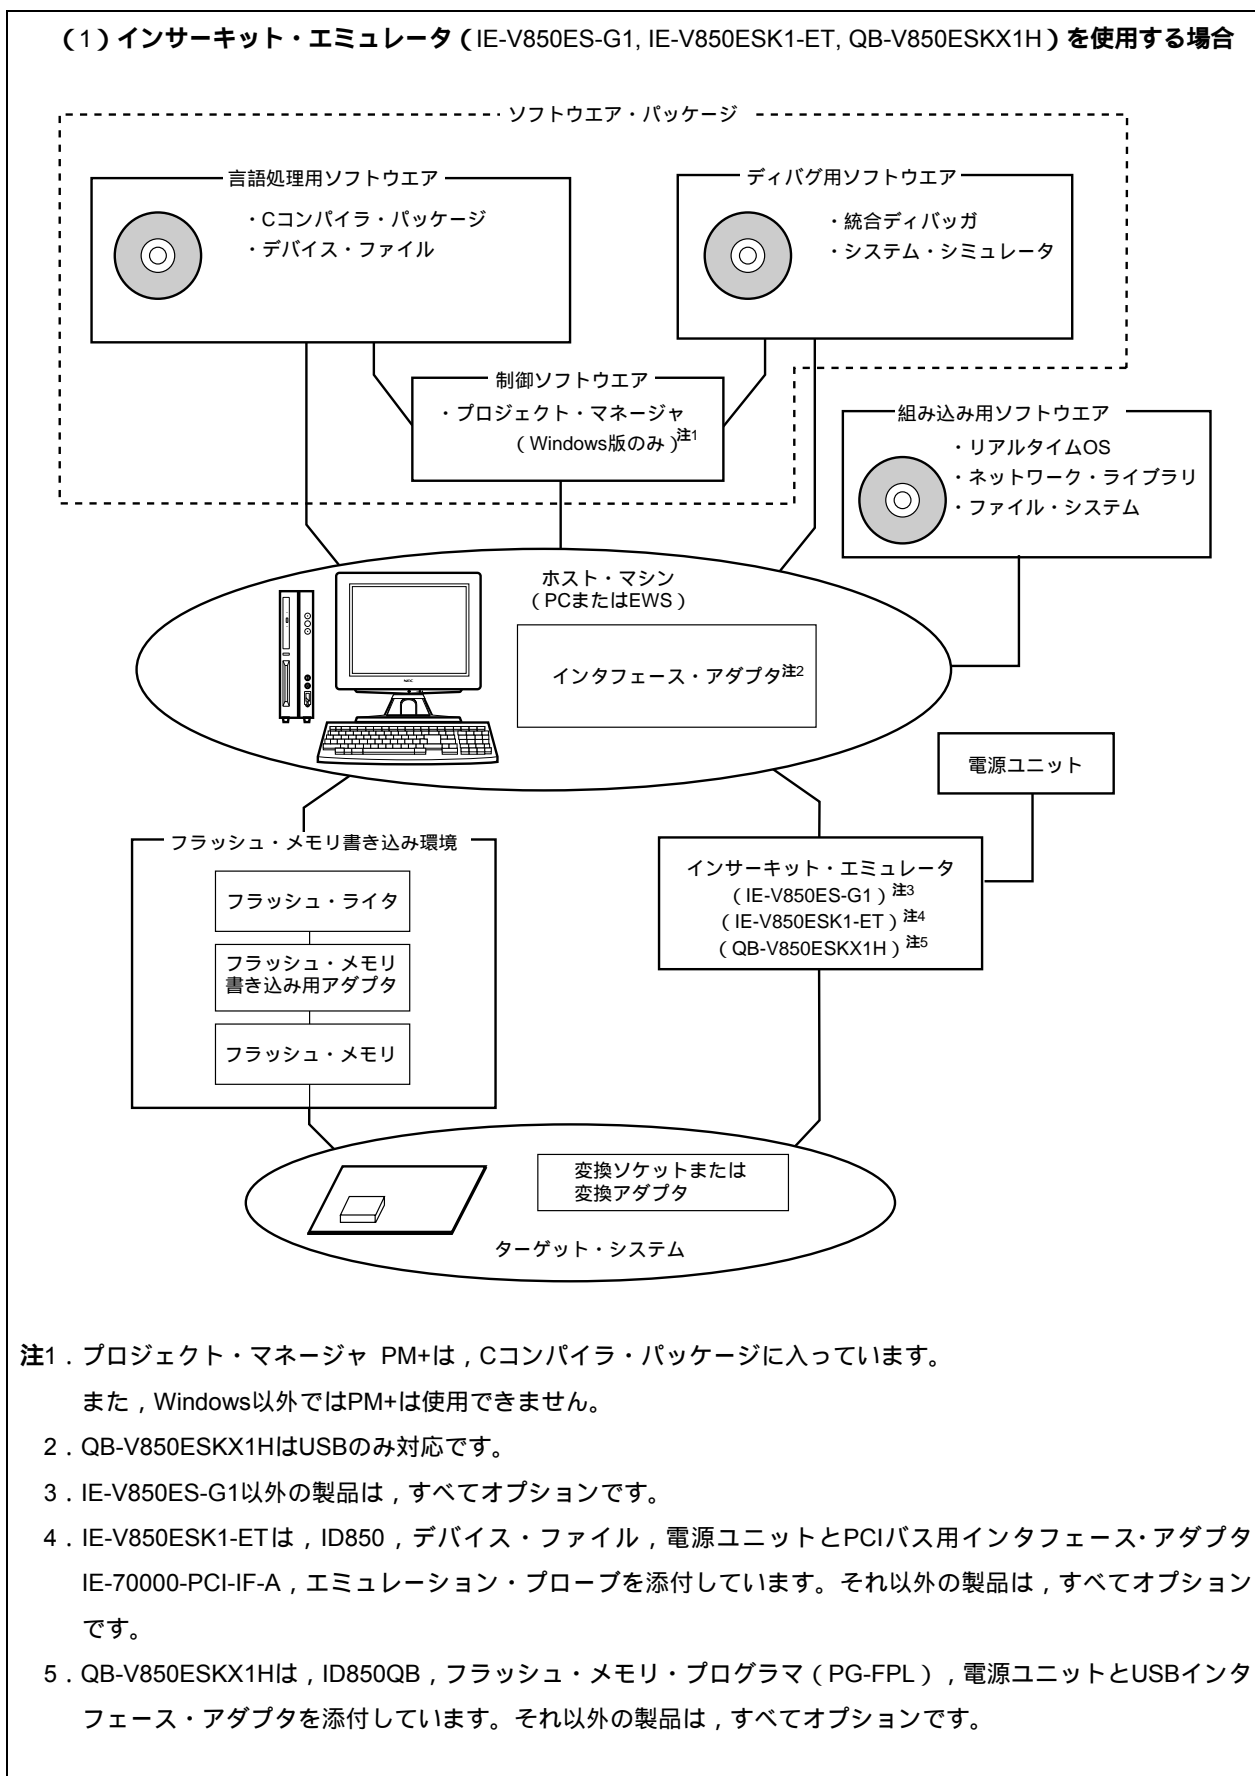 （1）インサーキット・エミュレータ（IE-V850ES-G1, IE-V850ESK1-ET, QB-V850ESKX1H）を使用する場合
ソフトウエア・パッケージ
言語処理用ソフトウエア
・Cコンパイラ・パッケージ
・デバイス・ファイル
ディバグ用ソフトウエア
・統合ディバッガ
・システム・シミュレータ
制御ソフトウエア
・プロジェクト・マネージャ
（Windows版のみ）注1
組み込み用ソフトウエア
・リアルタイムOS
・ネットワーク・ライブラリ
・ファイル・システム
ホスト・マシン
（PCまたはEWS）
インタフェース・アダプタ注2
NEC
電源ユニット
フラッシュ・メモリ書き込み環境
フラッシュ・ライタ
フラッシュ・メモリ
書き込み用アダプタ
フラッシュ・メモリ
インサーキット・エミュレータ
（IE-V850ES-G1）注3
（IE-V850ESK1-ET）注4
（QB-V850ESKX1H）注5
変換ソケットまたは
変換アダプタ
ターゲット・システム
注1．プロジェクト・マネージャ PM+は，Cコンパイラ・パッケージに入っています。
また，Windows以外ではPM+は使用できません。
2．QB-V850ESKX1HはUSBのみ対応です。
3．IE-V850ES-G1以外の製品は，すべてオプションです。
4．IE-V850ESK1-ETは，ID850，デバイス・ファイル，電源ユニットとPCIバス用インタフェース・アダプタ
IE-70000-PCI-IF-A，エミュレーション・プローブを添付しています。それ以外の製品は，すべてオプション
です。
5．QB-V850ESKX1Hは，ID850QB，フラッシュ・メモリ・プログラマ（PG-FPL），電源ユニットとUSBインタ
フェース・アダプタを添付しています。それ以外の製品は，すべてオプションです。